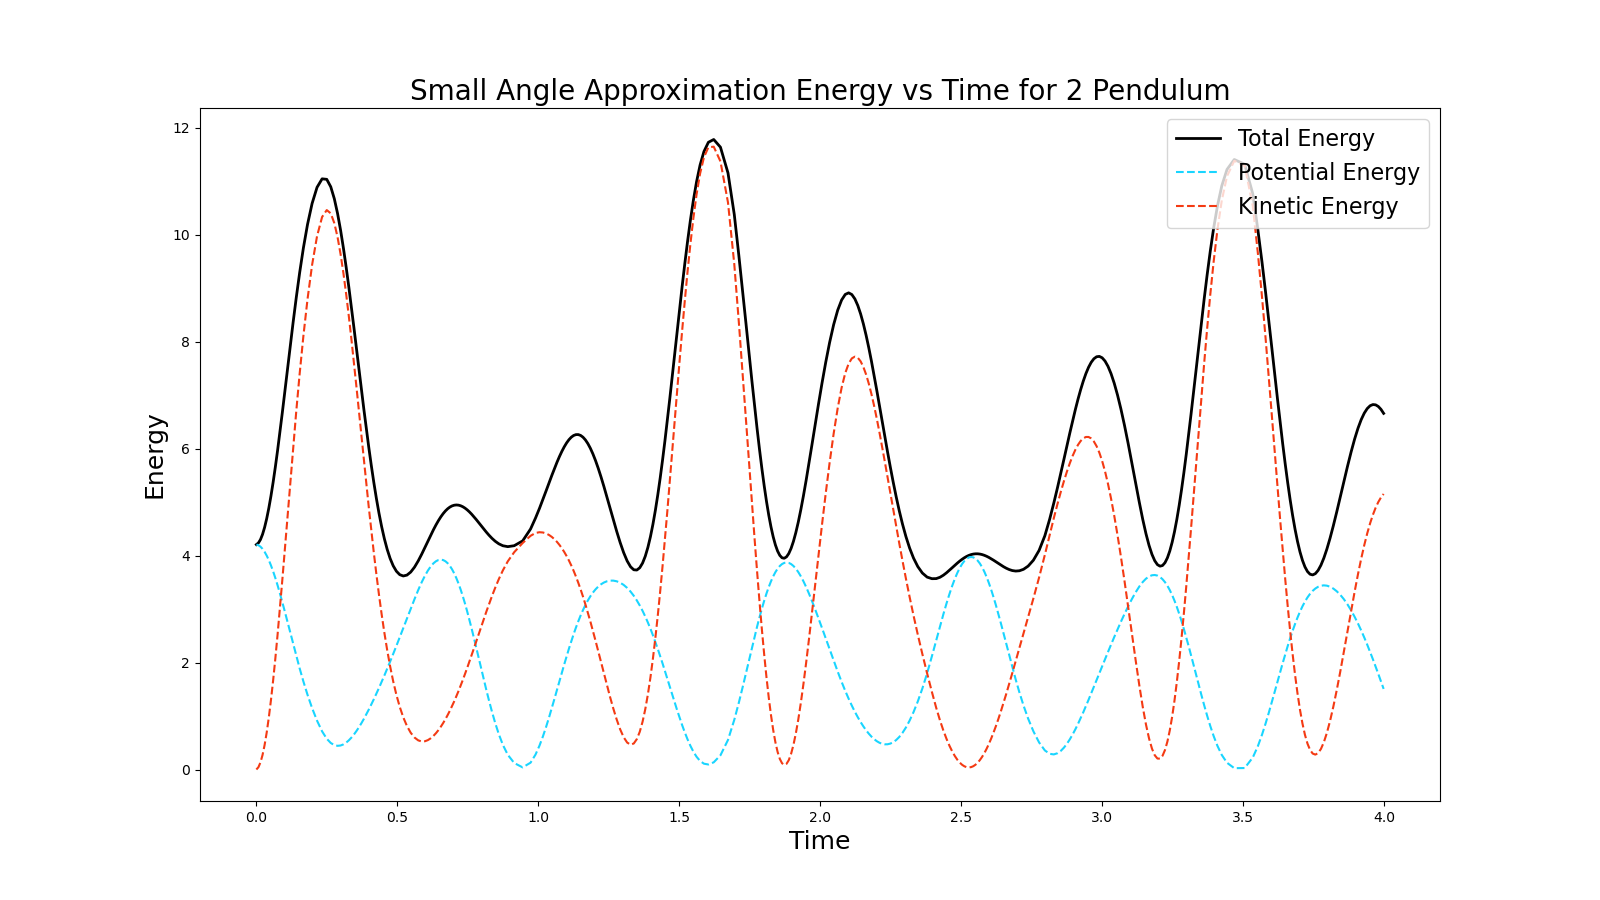 Small Angle Approximation Energy vs Time for 2 Pendulum
Total Energy
Potential Energy
Kinetic Energy
Energy
12
10
8
6
4
2
0
0.0 0.5 1.0 1.5 2.0 2.5 3.0 3.5 4.0
Time